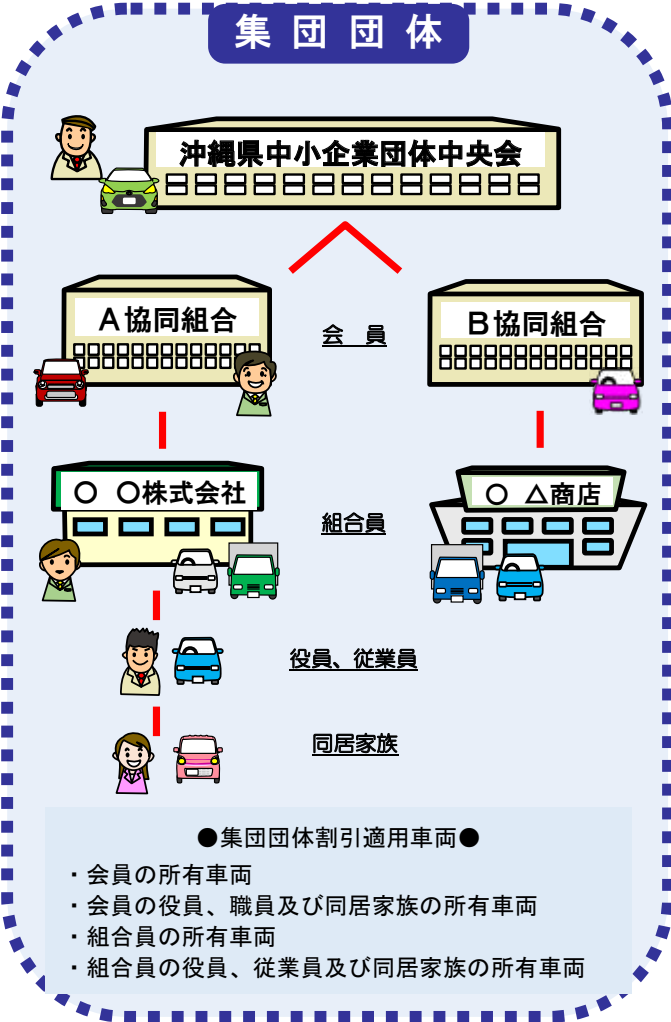 集団団体
沖縄県中小企業団体中央会
A協同組合
会　員
B協同組合
〇　〇株式会社
組合員
〇　△商店
役員、従業員
同居家族
●集団団体割引適用車両●
・会員の所有車両
・会員の役員、職員及び同居家族の所有車両
・組合員の所有車両
・組合員の役員、従業員及び同居家族の所有車両